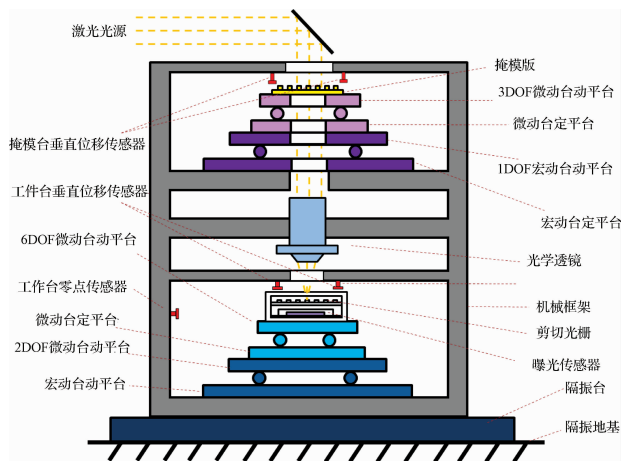 激光光源
掩模版
3DOF微动台动平台
微动台定平台
掩模台垂直位移传感器
1DOF宏动台动平台
工件台垂直位移传感器
宏动台定平台
6DOF微动台动平台
光学透镜
工作台零点传感器
机械框架
微动台定平台
剪切光栅
2DOF微动台动平台
曝光传感器
宏动台动平台
隔振台
隔振地基